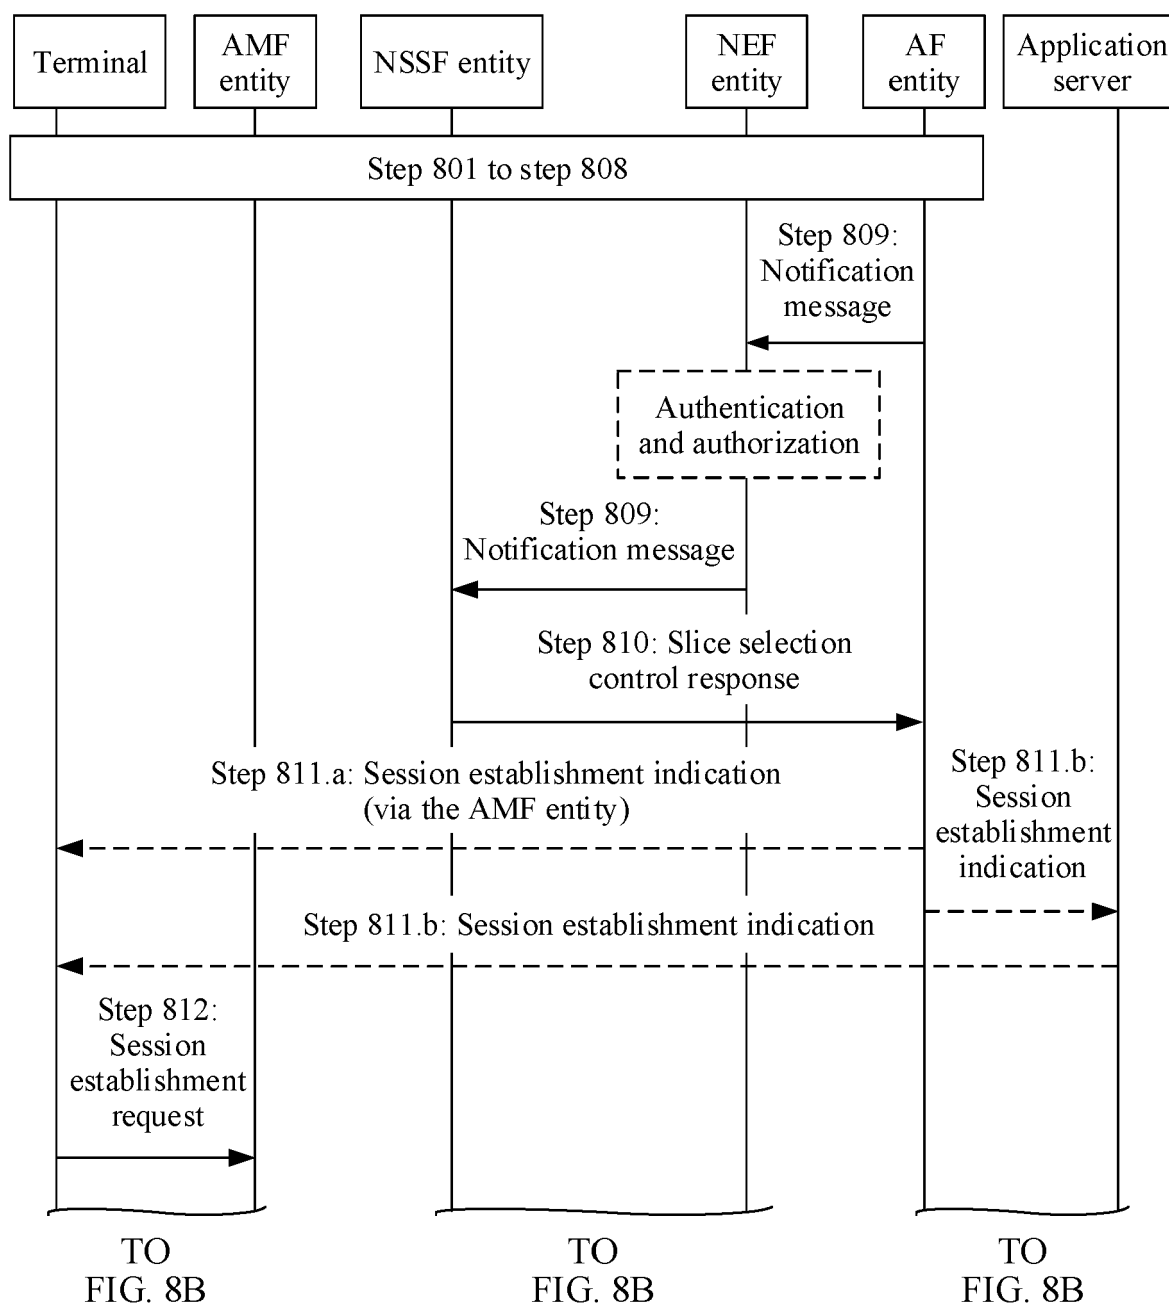 Terminal
AMF
entity
NSSF entity
NEF
entity
AF
entity
Application
server
Step 801 to step 808
Step 809:
Notification
message
Authentication
and authorization
Step 809:
Notification message
Step 810: Slice selection
control response
Step 811.a: Session establishment indication
(via the AMF entity)
Step 811.b:
Session
establishment
indication
Step 811.b: Session establishment indication
Step 812:
Session
establishment
request
TO
FIG. 8B
TO
FIG. 8B
TO
FIG. 8B